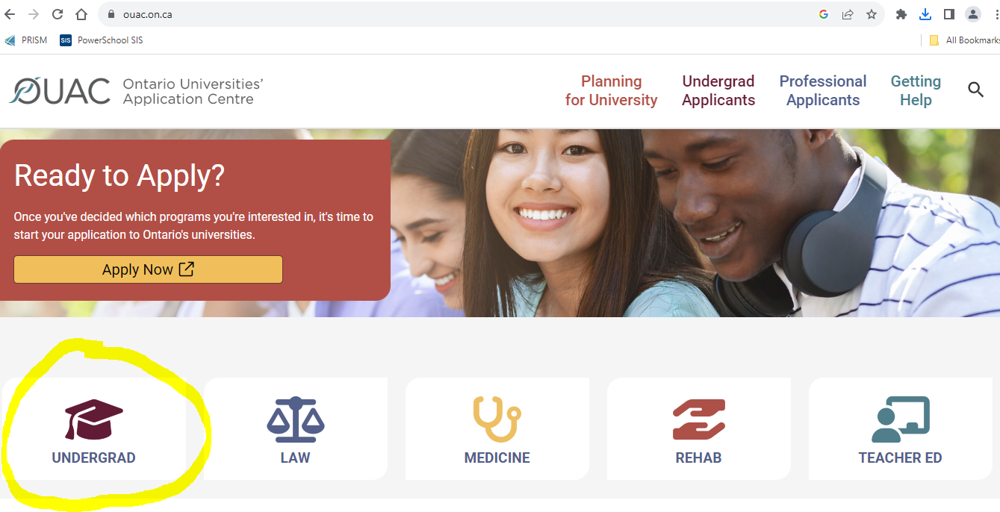 ouac.on.ca
PRISM
SIS PowerSchool SIS
All Bookmarks
OUAC
Ontario Universities'
Application Centre
Planning
for University
Undergrad
Applicants
Professional
Applicants
Getting
Help
Ready to Apply?
Once you've decided which programs you're interested in, it's time to
start your application to Ontario's universities.
Apply Now
UNDERGRAD
LAW
MEDICINE
REHAB
TEACHER ED